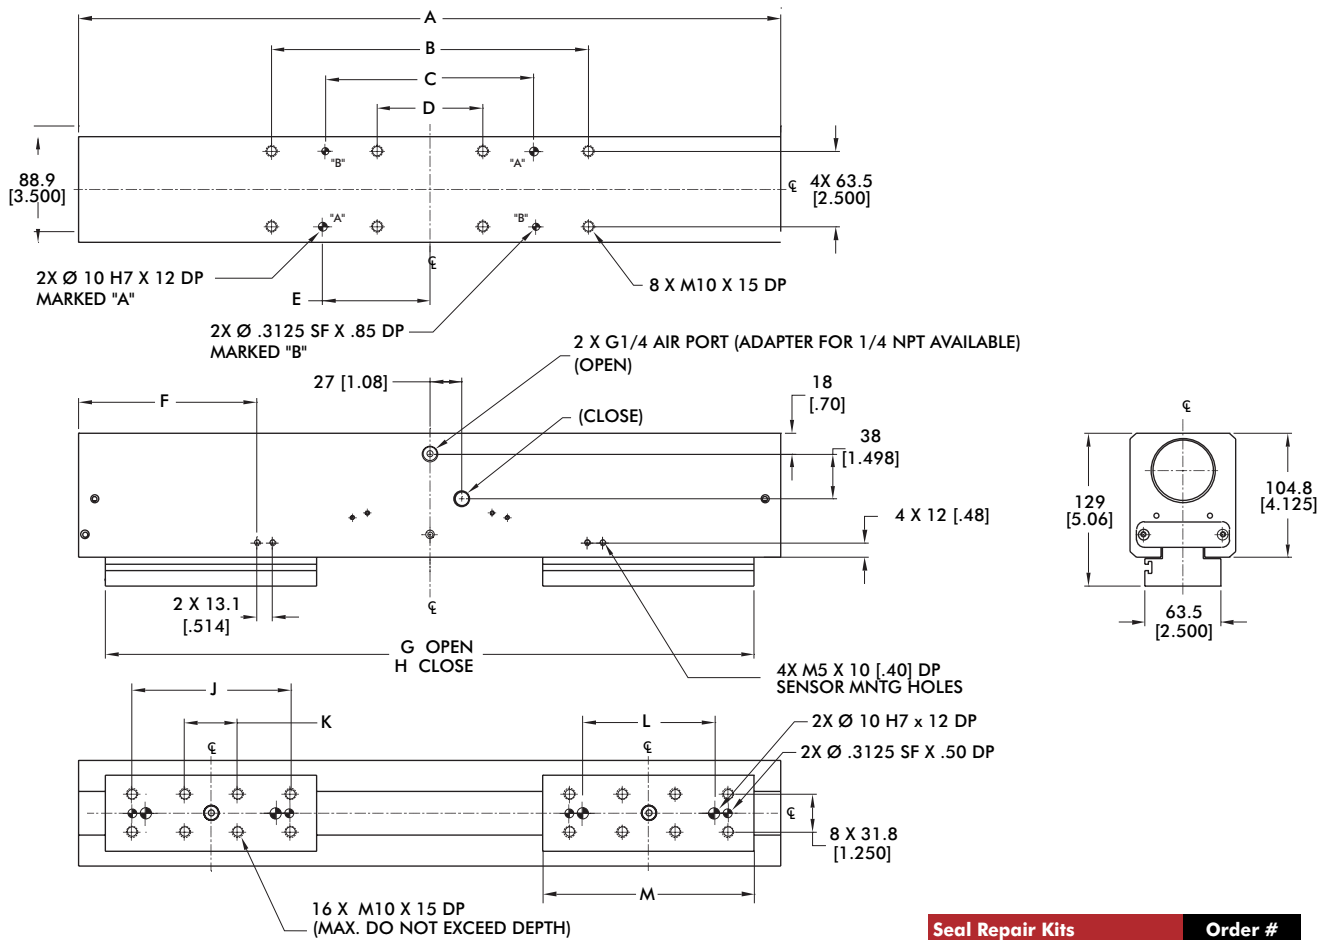 A
B
C
D
"B"
"A"
℄
88.9
[3.500]
4X 63.5
[2.500]
"A"
"B"
℄
2X Ø 10 H7 X 12 DP
MARKED "A"
E
8 X M10 X 15 DP
2X Ø .3125 SF X .85 DP
MARKED "B"
2 X G1/4 AIR PORT (ADAPTER FOR 1/4 NPT AVAILABLE)
(OPEN)
27 [1.08]
18
[.70]
F
(CLOSE)
℄
38
[1.498]
129
[5.06]
104.8
[4.125]
4 X 12 [.48]
2 X 13.1
[.514]
℄
63.5
[2.500]
G OPEN
H CLOSE
4X M5 X 10 [.40] DP
SENSOR MNTG HOLES
J
K
L
2X Ø 10 H7 x 12 DP
℄
℄
2X Ø .3125 SF X .50 DP
℄
8 X 31.8
[1.250]
M
16 X M10 X 15 DP
(MAX. DO NOT EXCEED DEPTH)
Seal Repair Kits
Order #